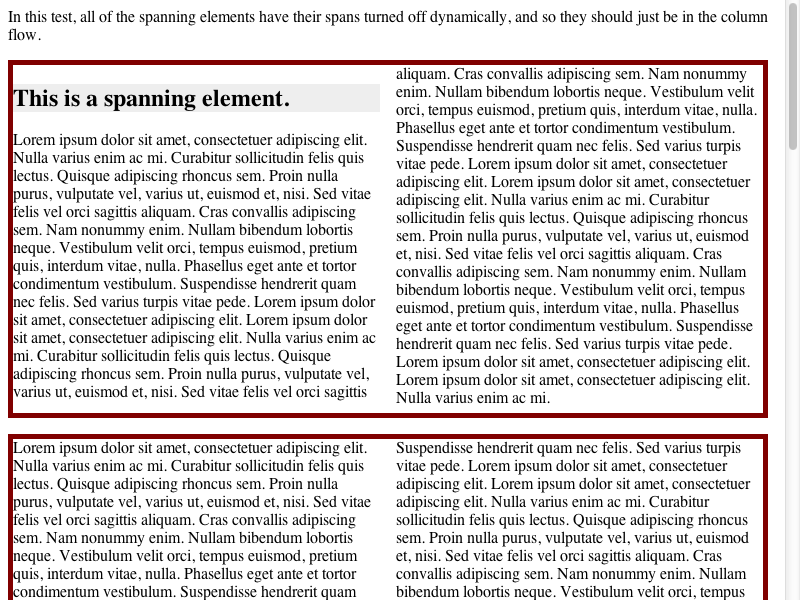 In this test, all of the spanning elements have their spans turned off dynamically, and so they should just be in the column
flow.
This is a spanning element.
Lorem ipsum dolor sit amet, consectetuer adipiscing elit.
Nulla varius enim ac mi. Curabitur sollicitudin felis quis
lectus. Quisque adipiscing rhoncus sem. Proin nulla
purus, vulputate vel, varius ut, euismod et, nisi. Sed vitae
felis vel orci sagittis aliquam. Cras convallis adipiscing
sem. Nam nonummy enim. Nullam bibendum lobortis
neque. Vestibulum velit orci, tempus euismod, pretium
quis, interdum vitae, nulla. Phasellus eget ante et tortor
condimentum vestibulum. Suspendisse hendrerit quam
nec felis. Sed varius turpis vitae pede. Lorem ipsum dolor
sit amet, consectetuer adipiscing elit. Lorem ipsum dolor
sit amet, consectetuer adipiscing elit. Nulla varius enim ac
mi. Curabitur sollicitudin felis quis lectus. Quisque
adipiscing rhoncus sem. Proin nulla purus, vulputate vel,
varius ut, euismod et, nisi. Sed vitae felis vel orci sagittis
aliquam. Cras convallis adipiscing sem. Nam nonummy
enim. Nullam bibendum lobortis neque. Vestibulum velit
orci, tempus euismod, pretium quis, interdum vitae, nulla.
Phasellus eget ante et tortor condimentum vestibulum.
Suspendisse hendrerit quam nec felis. Sed varius turpis
vitae pede. Lorem ipsum dolor sit amet, consectetuer
adipiscing elit. Lorem ipsum dolor sit amet, consectetuer
adipiscing elit. Nulla varius enim ac mi. Curabitur
sollicitudin felis quis lectus. Quisque adipiscing rhoncus
sem. Proin nulla purus, vulputate vel, varius ut, euismod
et, nisi. Sed vitae felis vel orci sagittis aliquam. Cras
convallis adipiscing sem. Nam nonummy enim. Nullam
bibendum lobortis neque. Vestibulum velit orci, tempus
euismod, pretium quis, interdum vitae, nulla. Phasellus
eget ante et tortor condimentum vestibulum. Suspendisse
hendrerit quam nec felis. Sed varius turpis vitae pede.
Lorem ipsum dolor sit amet, consectetuer adipiscing elit.
Lorem ipsum dolor sit amet, consectetuer adipiscing elit.
Nulla varius enim ac mi.
Lorem ipsum dolor sit amet, consectetuer adipiscing elit.
Nulla varius enim ac mi. Curabitur sollicitudin felis quis
lectus. Quisque adipiscing rhoncus sem. Proin nulla
purus, vulputate vel, varius ut, euismod et, nisi. Sed vitae
felis vel orci sagittis aliquam. Cras convallis adipiscing
sem. Nam nonummy enim. Nullam bibendum lobortis
neque. Vestibulum velit orci, tempus euismod, pretium
quis, interdum vitae, nulla. Phasellus eget ante et tortor
condimentum vestibulum. Suspendisse hendrerit quam
Suspendisse hendrerit quam nec felis. Sed varius turpis
vitae pede. Lorem ipsum dolor sit amet, consectetuer
adipiscing elit. Lorem ipsum dolor sit amet, consectetuer
adipiscing elit. Nulla varius enim ac mi. Curabitur
sollicitudin felis quis lectus. Quisque adipiscing rhoncus
sem. Proin nulla purus, vulputate vel, varius ut, euismod
et, nisi. Sed vitae felis vel orci sagittis aliquam. Cras
convallis adipiscing sem. Nam nonummy enim. Nullam
bibendum lobortis neque. Vestibulum velit orci, tempus